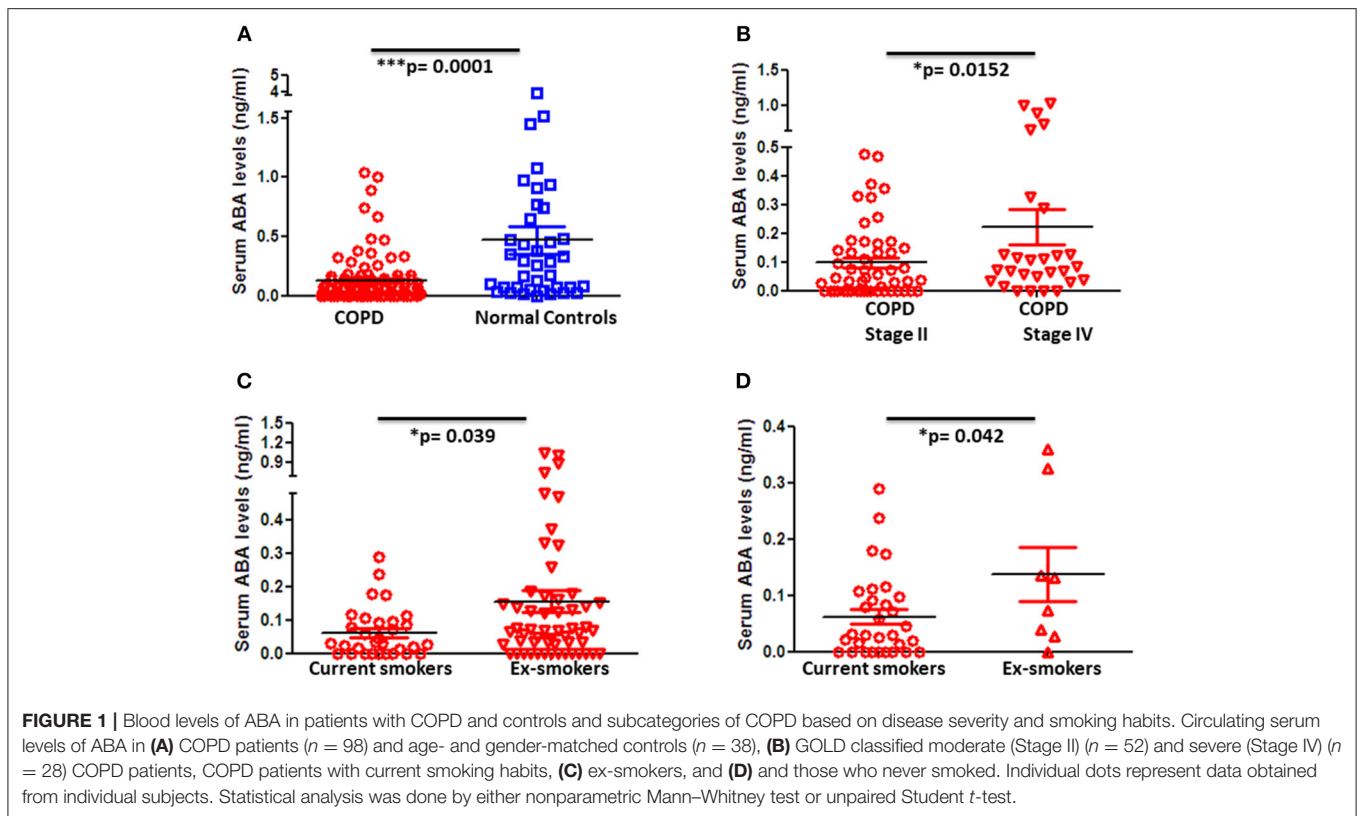 A
***p= 0.0001
Serum ABA levels (ng/ml)
5
4
1.5
1.0
0.5
0.0
COPD Normal Controls
B
*p= 0.0152
Serum ABA levels (ng/ml)
1.5
1.0
0.5
0.4
0.3
0.2
0.1
0.0
COPD COPD
Stage II Stage IV
C
*p= 0.039
Serum ABA levels (ng/ml)
1.5
1.2
0.9
0.4
0.3
0.2
0.1
0.0
Current smokers Ex-smokers
D
*p= 0.042
Serum ABA levels (ng/ml)
0.4
0.3
0.2
0.1
0.0
Current smokers Ex-smokers
FIGURE 1 | Blood levels of ABA in patients with COPD and controls and subcategories of COPD based on disease severity and smoking habits. Circulating serum
levels of ABA in (A) COPD patients (n = 98) and age- and gender-matched controls (n = 38), (B) GOLD classified moderate (Stage II) (n = 52) and severe (Stage IV) (n
= 28) COPD patients, COPD patients with current smoking habits, (C) ex-smokers, and (D) and those who never smoked. Individual dots represent data obtained
from individual subjects. Statistical analysis was done by either nonparametric Mann–Whitney test or unpaired Student t-test.